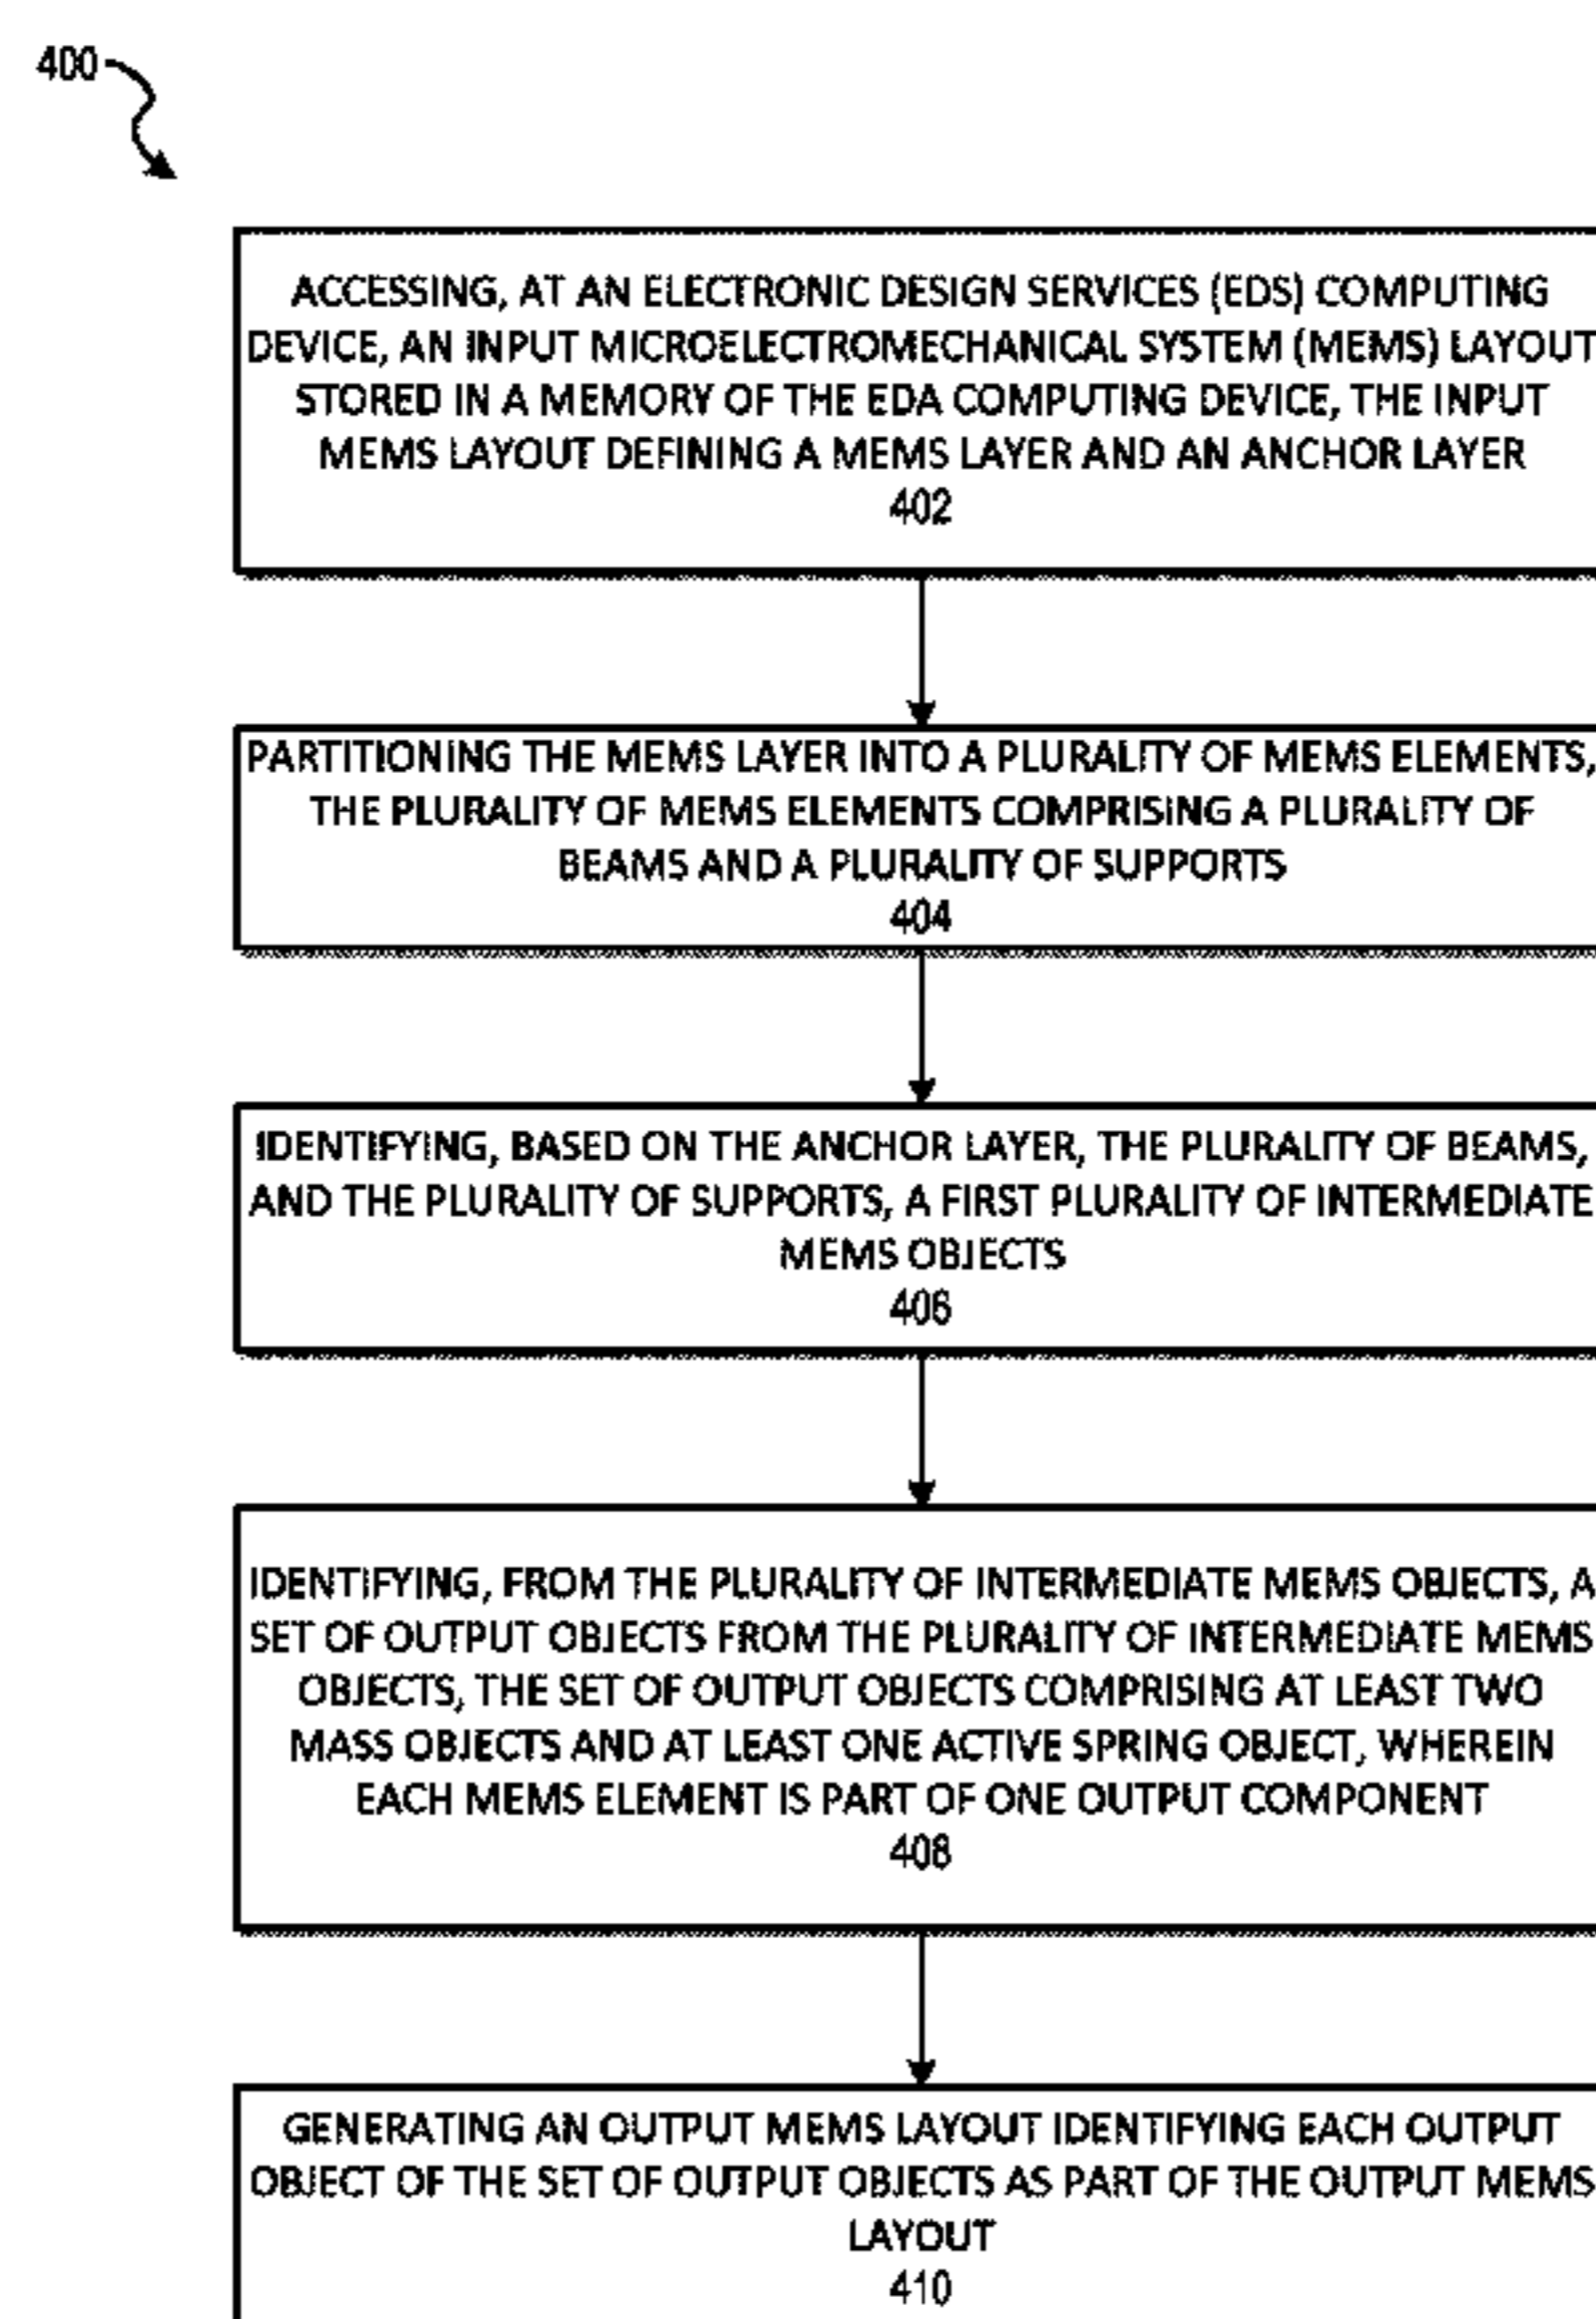 400
ACCESSING, AT AN ELECTRONIC DESIGN SERVICES (EDS) COMPUTING
DEVICE, AN INPUT MICROELECTROMECHANICAL SYSTEM (MEMS) LAYOUT
STORED IN A MEMORY OF THE EDA COMPUTING DEVICE, THE INPUT
MEMS LAYOUT DEFINING A MEMS LAYER AND AN ANCHOR LAYER
402
PARTITIONING THE MEMS LAYER INTO A PLURALITY OF MEMS ELEMENTS,
THE PLURALITY OF MEMS ELEMENTS COMPRISING A PLURALITY OF
BEAMS AND A PLURALITY OF SUPPORTS
404
IDENTIFYING, BASED ON THE ANCHOR LAYER, THE PLURALITY OF BEAMS,
AND THE PLURALITY OF SUPPORTS, A FIRST PLURALITY OF INTERMEDIATE
MEMS OBJECTS
406
IDENTIFYING, FROM THE PLURALITY OF INTERMEDIATE MEMS OBJECTS, A
SET OF OUTPUT OBJECTS FROM THE PLURALITY OF INTERMEDIATE MEMS
OBJECTS, THE SET OF OUTPUT OBJECTS COMPRISING AT LEAST TWO
MASS OBJECTS AND AT LEAST ONE ACTIVE SPRING OBJECT, WHEREIN
EACH MEMS ELEMENT IS PART OF ONE OUTPUT COMPONENT
408
GENERATING AN OUTPUT MEMS LAYOUT IDENTIFYING EACH OUTPUT
OBJECT OF THE SET OF OUTPUT OBJECTS AS PART OF THE OUTPUT MEMS
LAYOUT
410